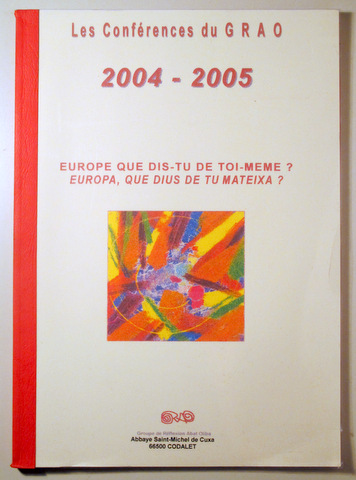 Les Conférences du G R A O
2004 - 2005
EUROPE QUE DIS-TU DE TOI-MEME ?
EUROPA, QUE DIUS DE TU MATEIXA ?
Groupe de Réflexion Abat Oliba
Abbaye Saint-Michel de Cuxa
66500 CODALET